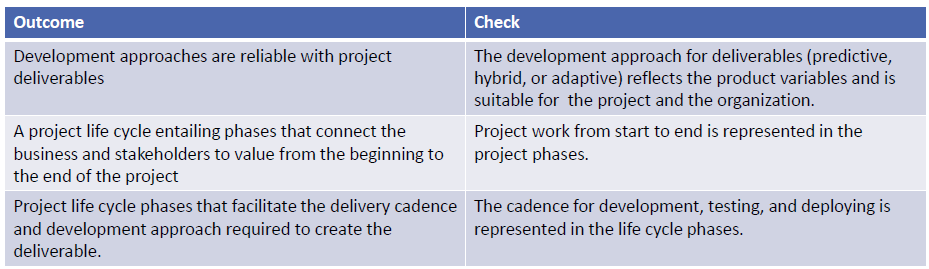 Outcome
Check
Development approaches are reliable with project
deliverables
The development approach for deliverables (predictive,
hybrid, or adaptive) reflects the product variables and is
suitable for  the project and the organization.
A project life cycle entailing phases that connect the
business and stakeholders to value from the beginning to
the end of the project
Project work from start to end is represented in the
project phases.
Project life cycle phases that facilitate the delivery cadence
and development approach required to create the
deliverable.
The cadence for development, testing, and deploying is
represented in the life cycle phases.